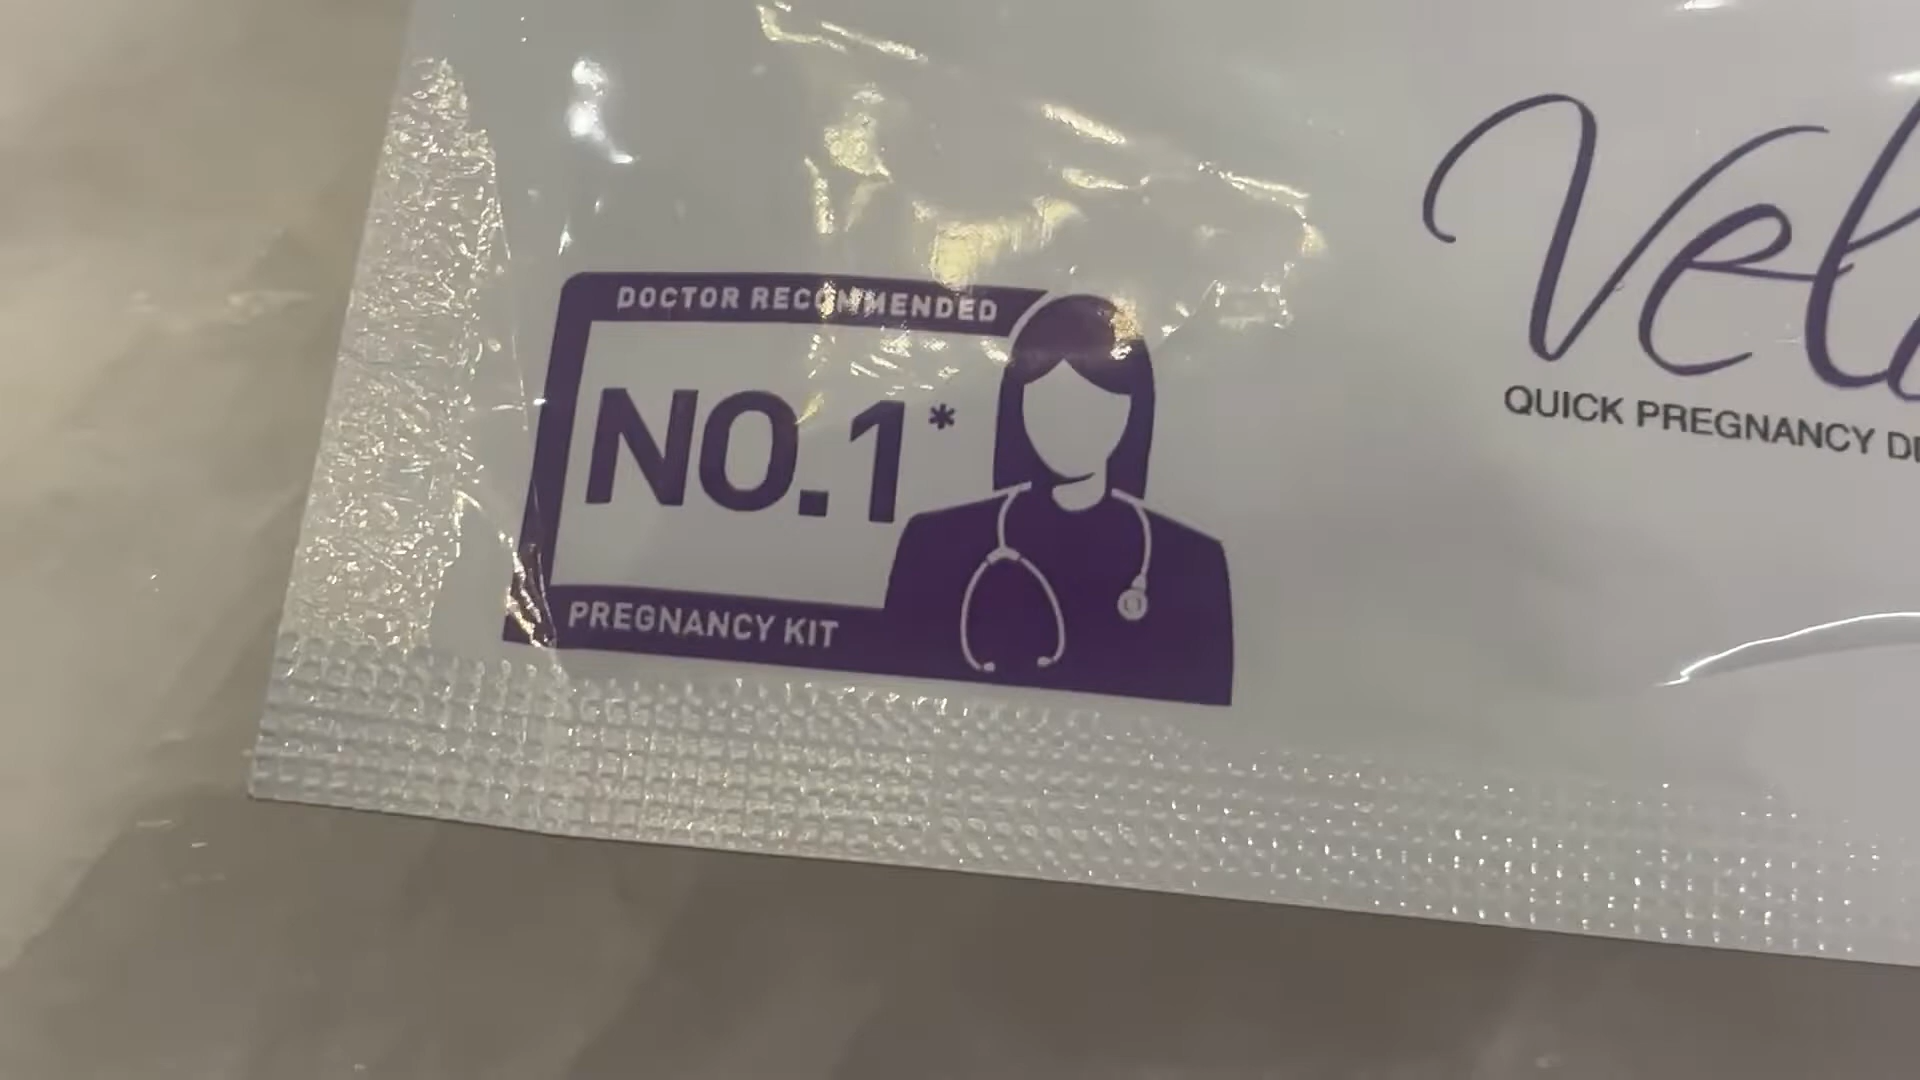 DOCTOR RECOMMENDED
NO.1*
PREGNANCY KIT
QUICK PREGNANCY